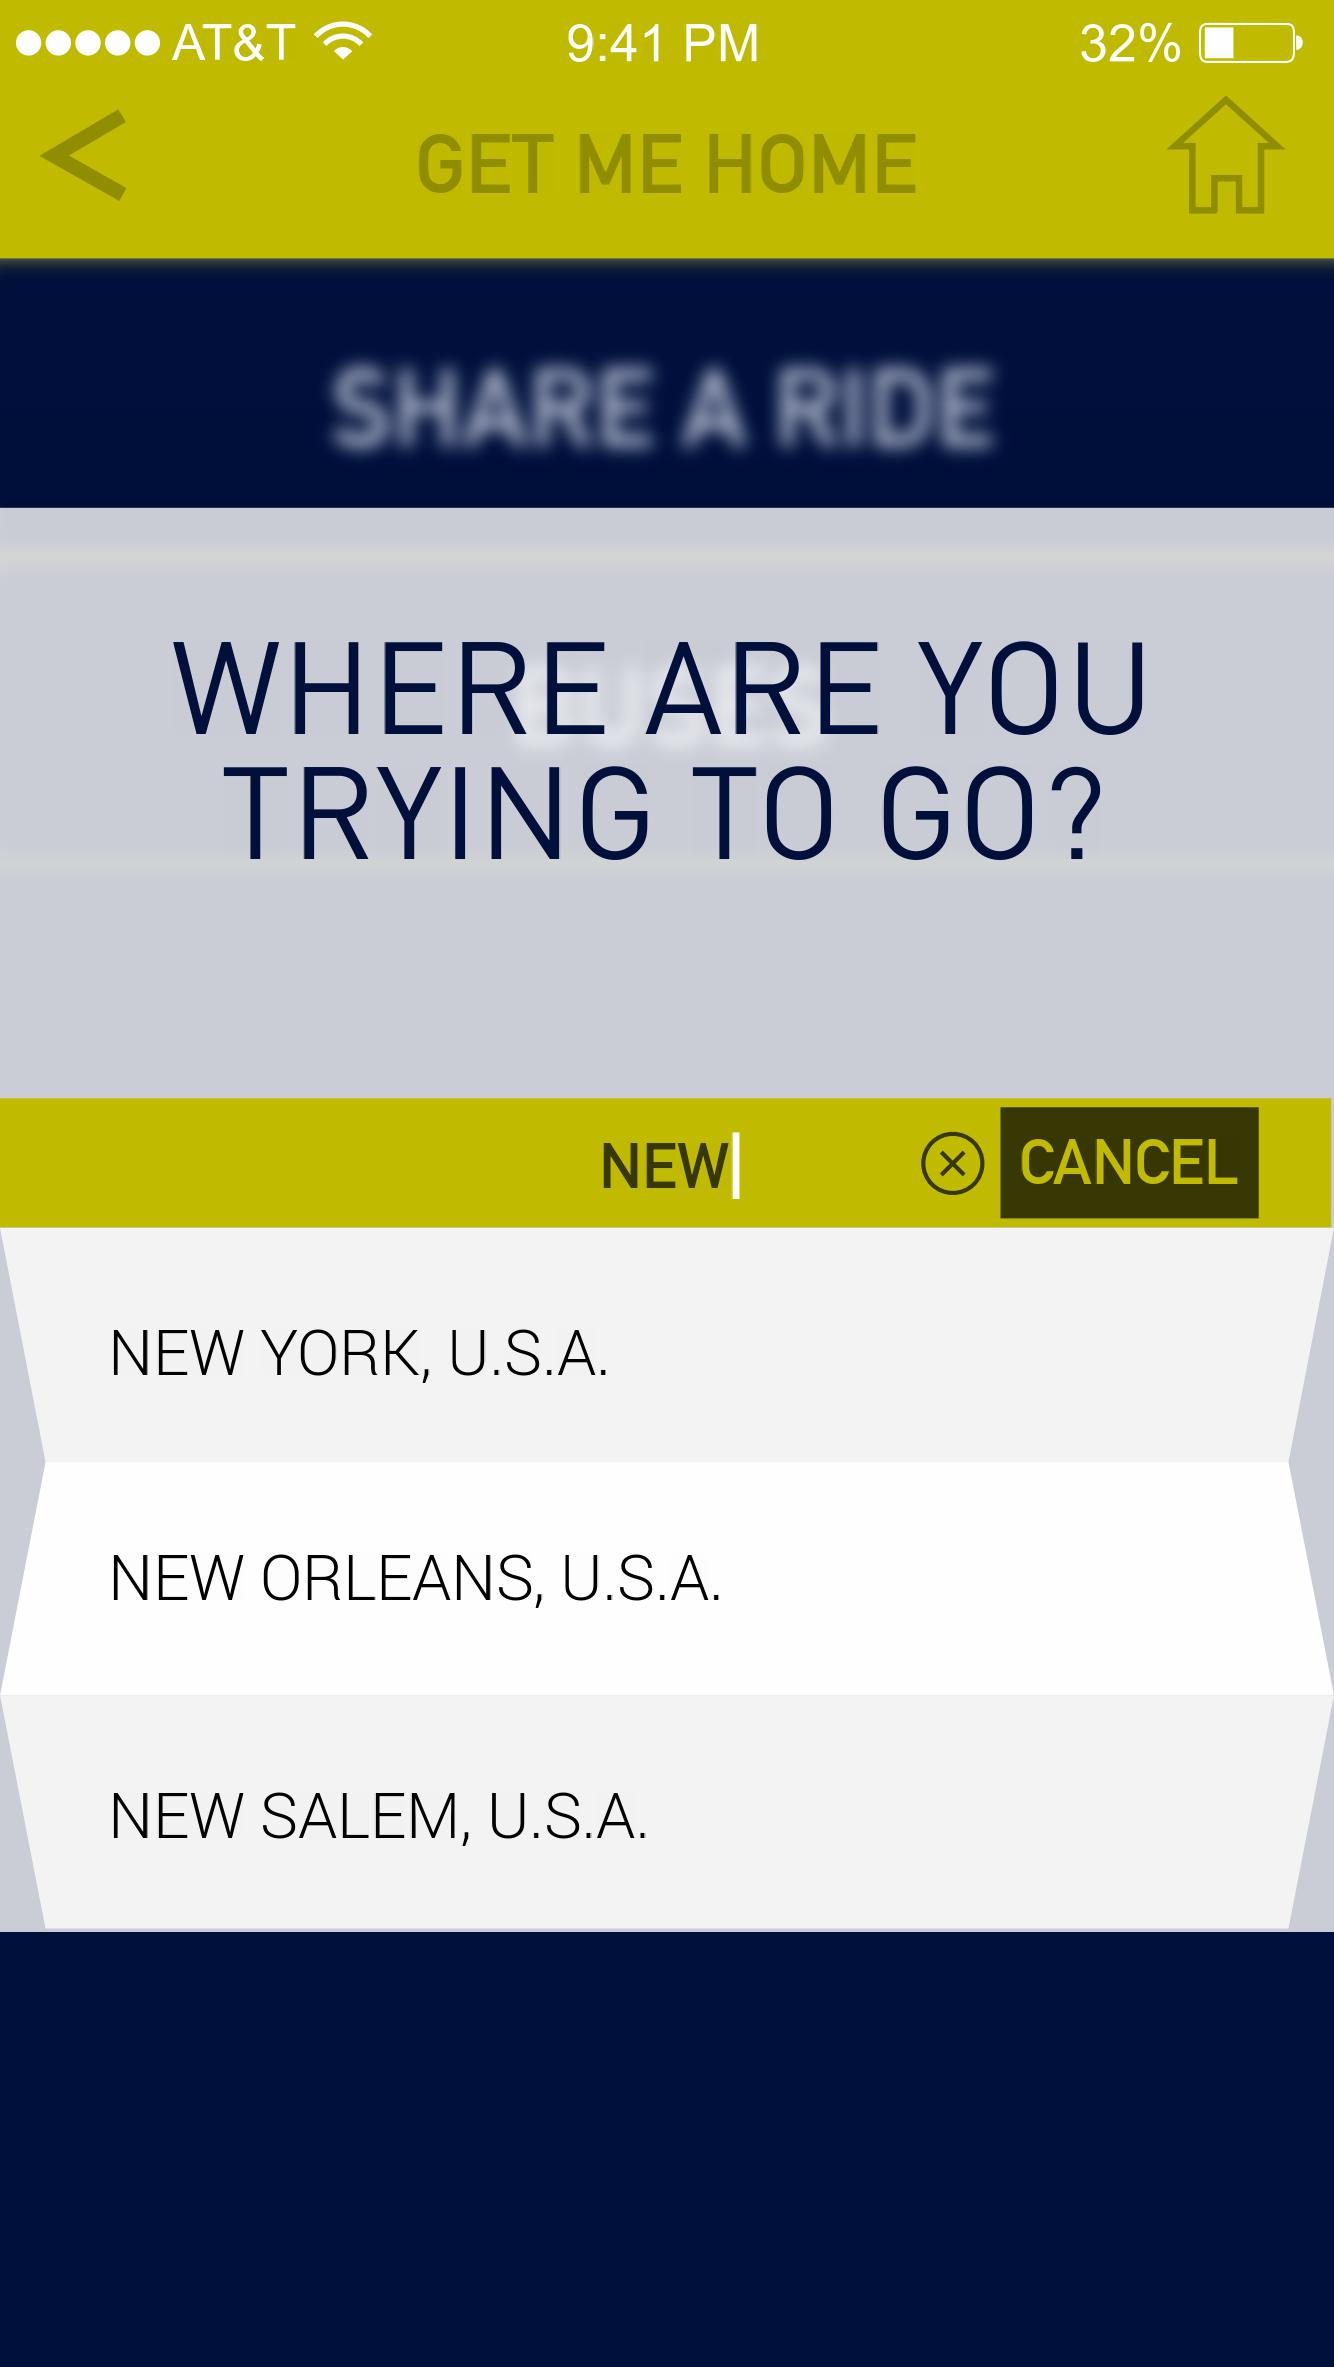 AT&T 9:41 PM 32%
GET ME HOME
SHARE A RIDE
BUSES
WHERE ARE YOU
TRYING TO GO?
NEW
CANCEL
NEW YORK, U.S.A.
NEW ORLEANS, U.S.A.
NEW SALEM, U.S.A.